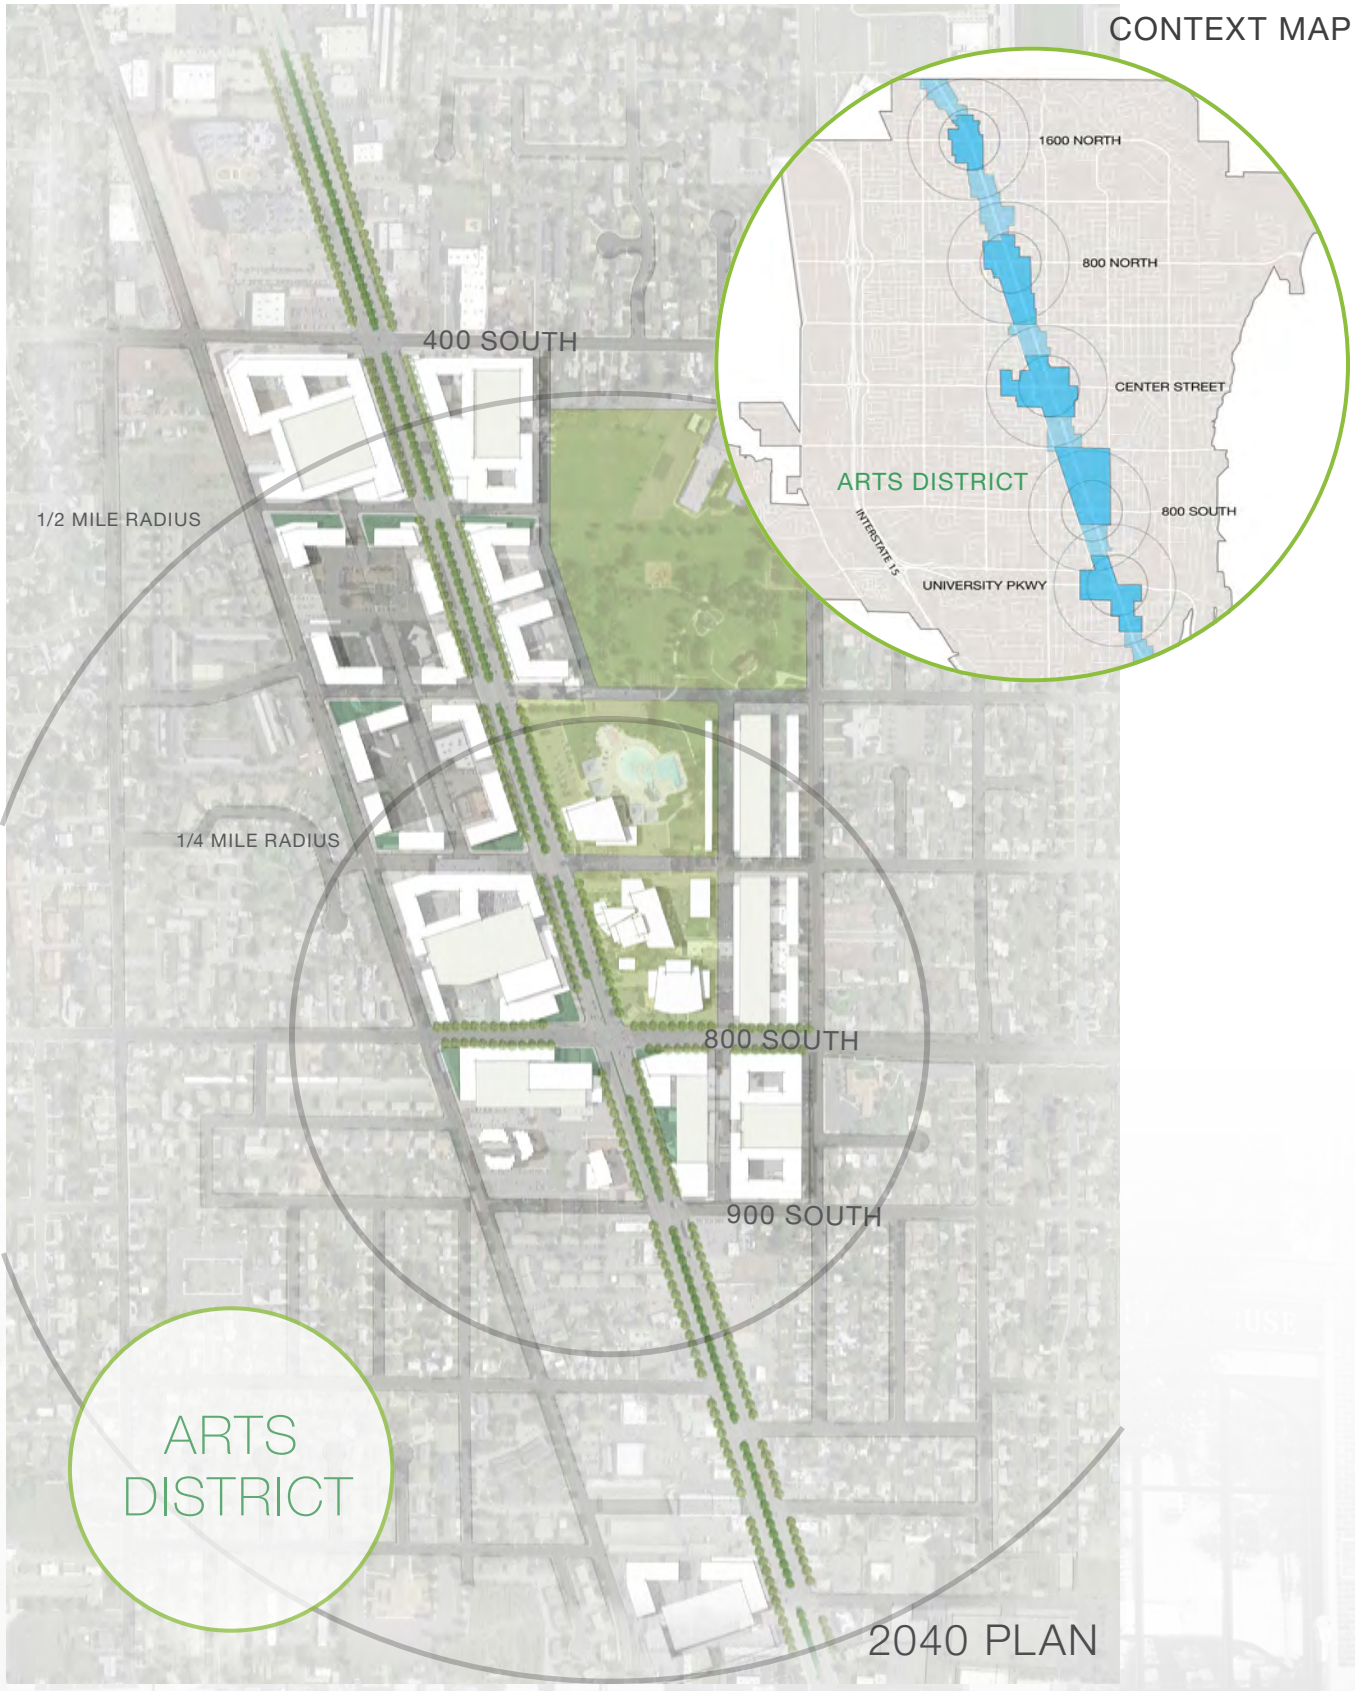 CONTEXT MAP
1600 NORTH
800 NORTH
CENTER STREET
ARTS DISTRICT
800 SOUTH
INTERSTATE 15
UNIVERSITY PKWY
400 SOUTH
1/2 MILE RADIUS
1/4 MILE RADIUS
800 SOUTH
900 SOUTH
ARTS
DISTRICT
2040 PLAN